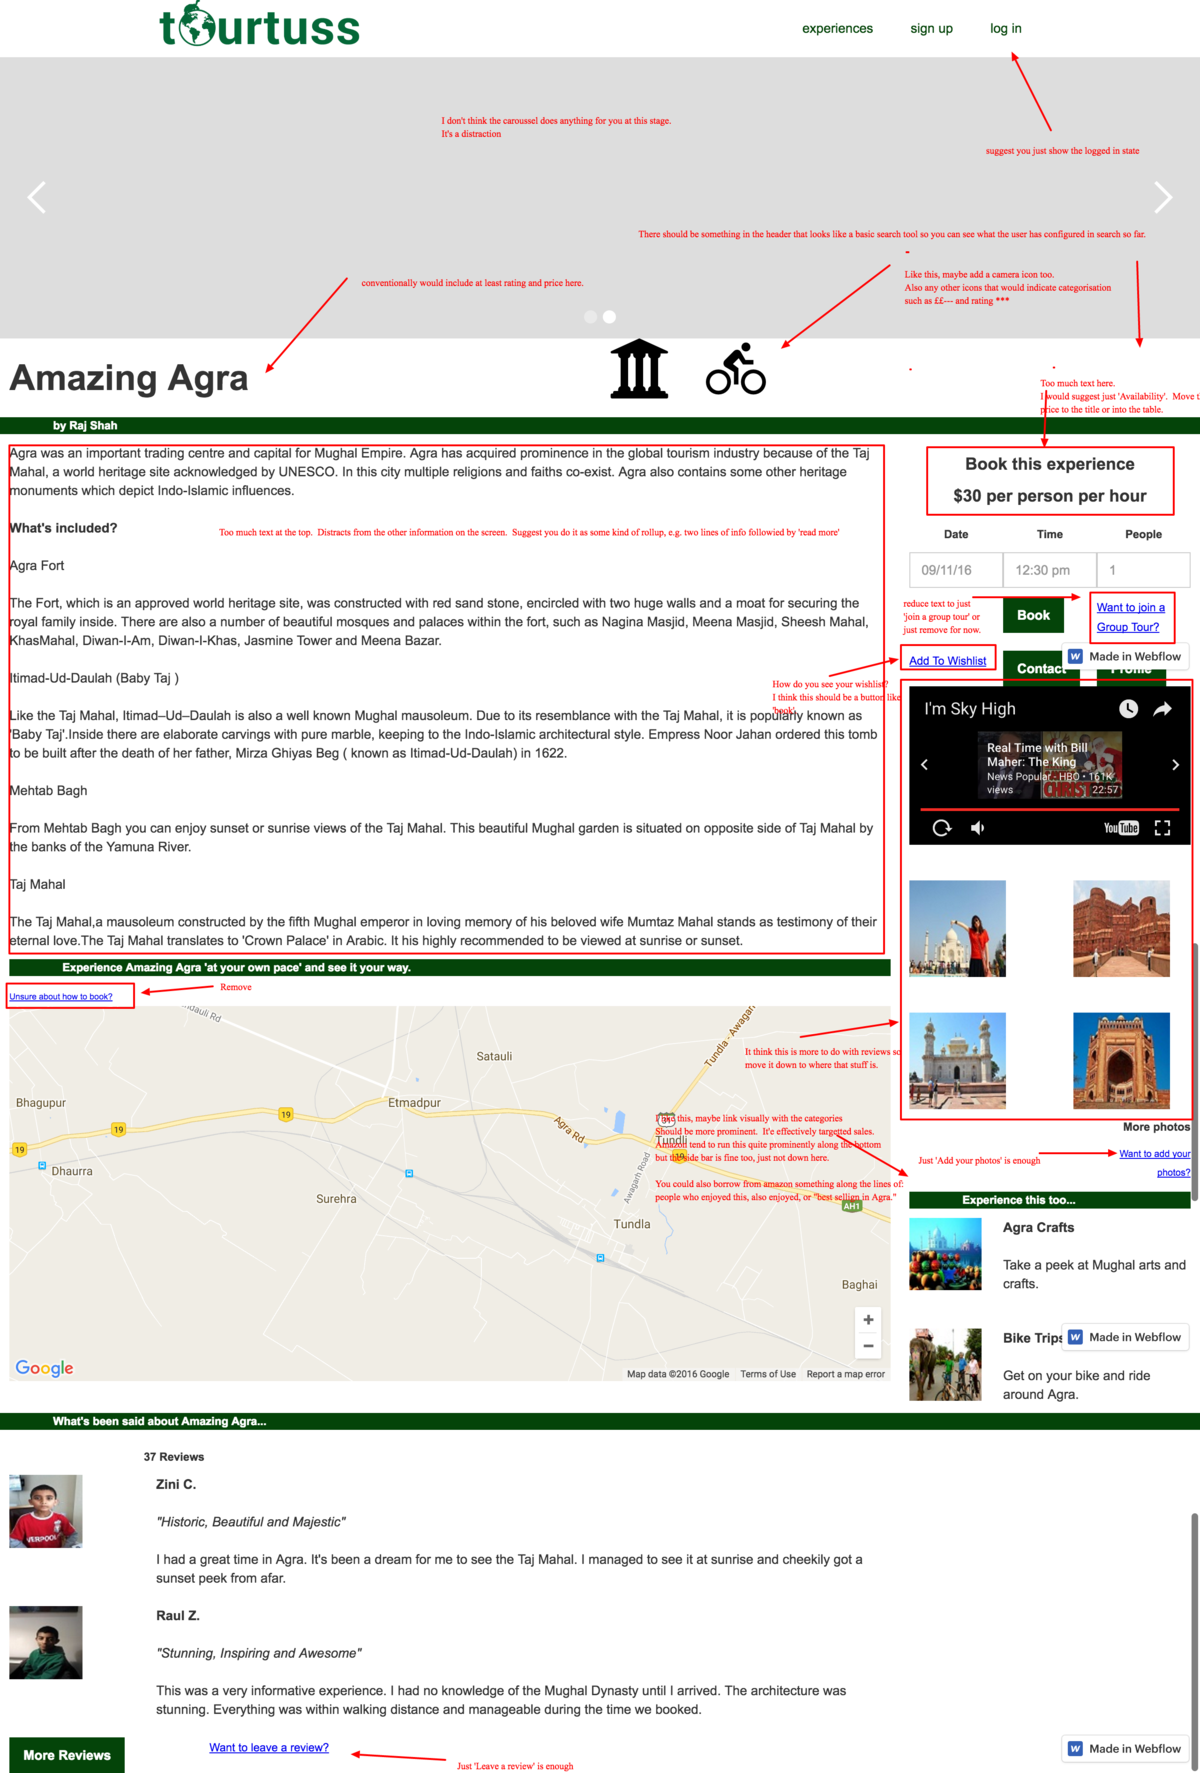 tourtuss
experiences
sign up
log in
I don't think the caroussel does anything for you at this stage.
It's a distraction
suggest you just show the logged in state
There should be something in the header that looks like a basic search tool so you can see what the user has configured in search so far.
Like this, maybe add a camera icon too.
Also any other icons that would indicate categorisation
such as ££--- and rating ***
conventionally would include at least rating and price here.
Amazing Agra
Too much text here.
I would suggest just 'Availability'. Move t
price to the title or into the table.
by Raj Shah
Agra was an important trading centre and capital for Mughal Empire. Agra has acquired prominence in the global tourism industry because of the Taj
Mahal, a world heritage site acknowledged by UNESCO. In this city multiple religions and faiths co-exist. Agra also contains some other heritage
monuments which depict Indo-Islamic influences.
What's included?
Too much text at the top. Distracts from the other information on the screen. Suggest you do it as some kind of rollup, e.g. two lines of info followied by 'read more'
Agra Fort
The Fort, which is an approved world heritage site, was constructed with red sand stone, encircled with two huge walls and a moat for securing the
royal family inside. There are also a number of beautiful mosques and palaces within the fort, such as Nagina Masjid, Meena Masjid, Sheesh Mahal,
KhasMahal, Diwan-I-Am, Diwan-I-Khas, Jasmine Tower and Meena Bazar.
Itimad-Ud-Daulah (Baby Taj )
Like the Taj Mahal, Itimad–Ud–Daulah is also a well known Mughal mausoleum. Due to its resemblance with the Taj Mahal, it is popularly known as
'Baby Taj'.Inside there are elaborate carvings with pure marble, keeping to the Indo-Islamic architectural style. Empress Noor Jahan ordered this tomb
to be built after the death of her father, Mirza Ghiyas Beg ( known as Itimad-Ud-Daulah) in 1622.
Mehtab Bagh
From Mehtab Bagh you can enjoy sunset or sunrise views of the Taj Mahal. This beautiful Mughal garden is situated on opposite side of Taj Mahal by
the banks of the Yamuna River.
Taj Mahal
The Taj Mahal,a mausoleum constructed by the fifth Mughal emperor in loving memory of his beloved wife Mumtaz Mahal stands as testimony of their
eternal love.The Taj Mahal translates to 'Crown Palace' in Arabic. It his highly recommended to be viewed at sunrise or sunset.
Book this experience
$30 per person per hour
Date
Time
People
09/11/16
12:30 pm
1
reduce text to just
'join a group tour' or
just remove for now.
Book
Want to join a
Group Tour?
Add To Wishlist
Contact
Profile
Made in Webflow
How do you see your wishlist?
I think this should be a button like
'book'.
I'm Sky High
Real Time with Bill
Maher: The King
News Popular · HBO • 161K
views
22:57
CHRIST
YouTube
Experience Amazing Agra 'at your own pace' and see it your way.
Unsure about how to book?
Remove
It think this is more to do with reviews so
move it down to where that stuff is.
dauli Rd
Satauli
Tundla - Awagarh
Bhagupur
Etmadpur
19
19
19
Agra Rd
31
Tundli
19
Dhaurra
Surehra
Awagarh Road
Tundla
AH1
Baghai
I like this, maybe link visually with the categories
Should be more prominent. It'e effectively targetted sales.
Amazon tend to run this quite prominently along the bottom
but the side bar is fine too, just not down here.
You could also borrow from amazon something along the lines of:
people who enjoyed this, also enjoyed, or "best sellign in Agra."
Google
Map data ©2016 Google
Terms of Use
Report a map error
+
−
More photos
Just 'Add your photos' is enough
Want to add your
photos?
Experience this too...
Agra Crafts
Take a peek at Mughal arts and
crafts.
Bike Trips
Made in Webflow
Get on your bike and ride
around Agra.
What's been said about Amazing Agra...
37 Reviews
Zini C.
"Historic, Beautiful and Majestic"
I had a great time in Agra. It's been a dream for me to see the Taj Mahal. I managed to see it at sunrise and cheekily got a
sunset peek from afar.
Raul Z.
"Stunning, Inspiring and Awesome"
This was a very informative experience. I had no knowledge of the Mughal Dynasty until I arrived. The architecture was
stunning. Everything was within walking distance and manageable during the time we booked.
More Reviews
Want to leave a review?
Just 'Leave a review' is enough
Made in Webflow